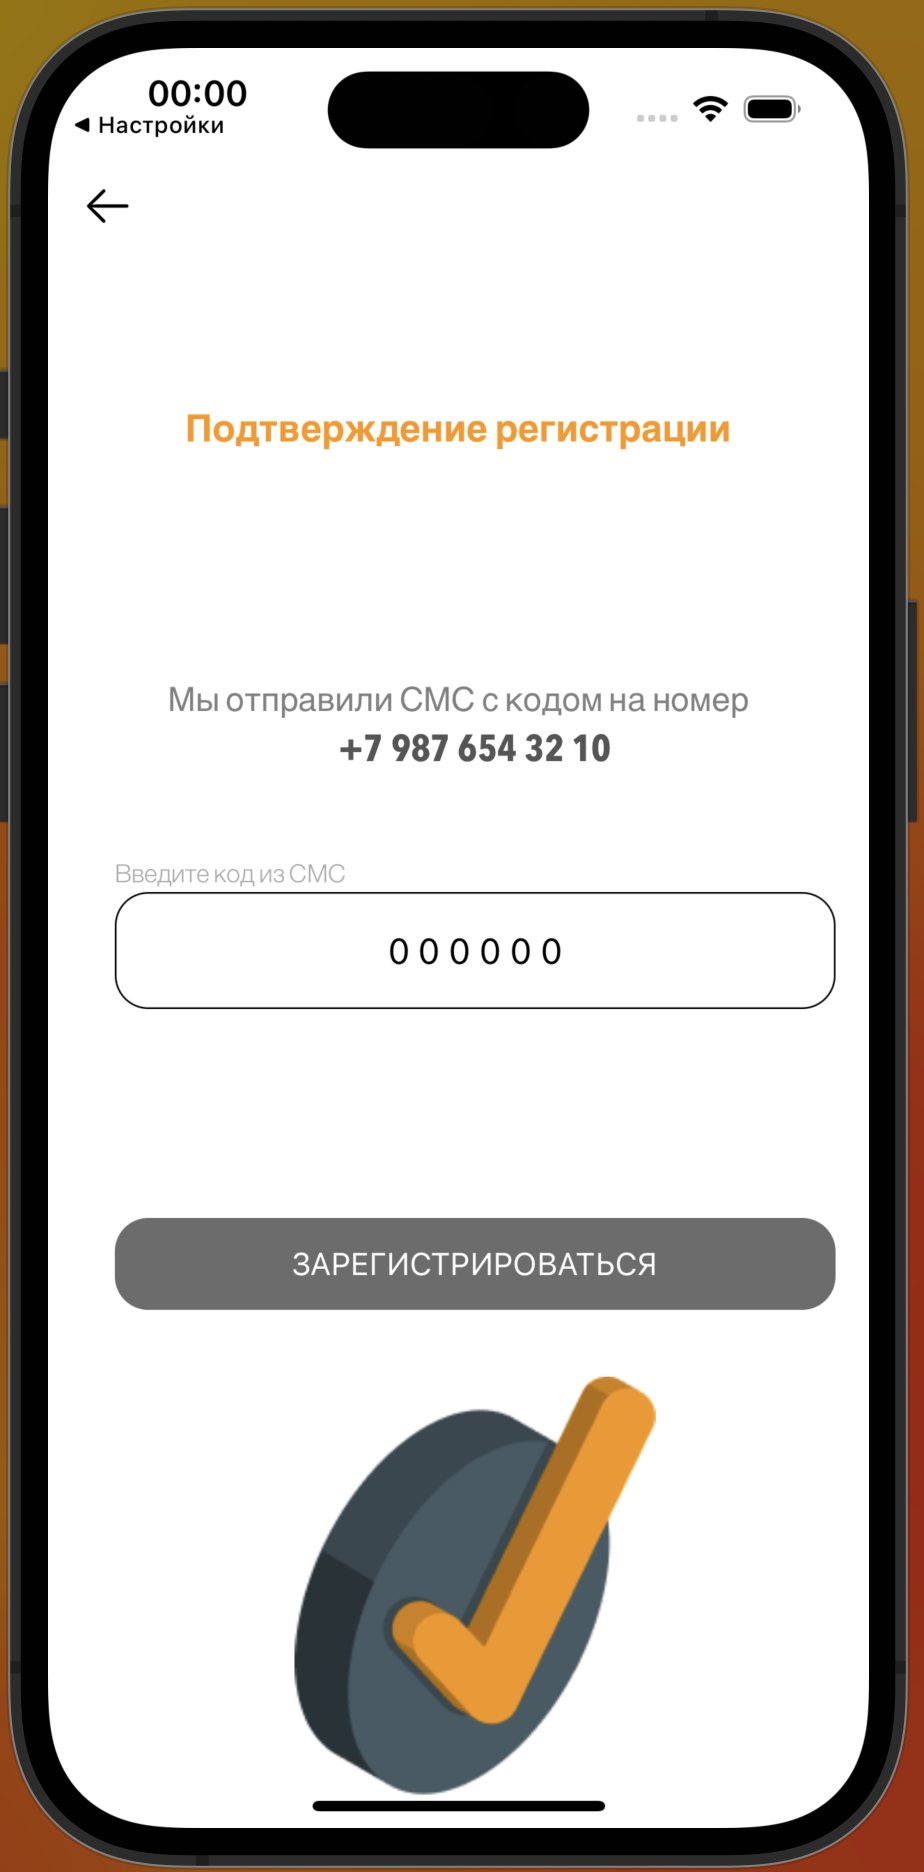 00:00
◀ Настройки
Подтверждение регистрации
Мы отправили СМС с кодом на номер
+7 987 654 32 10
Введите код из СМС
0 0 0 0 0 0
ЗАРЕГИСТРИРОВАТЬСЯ